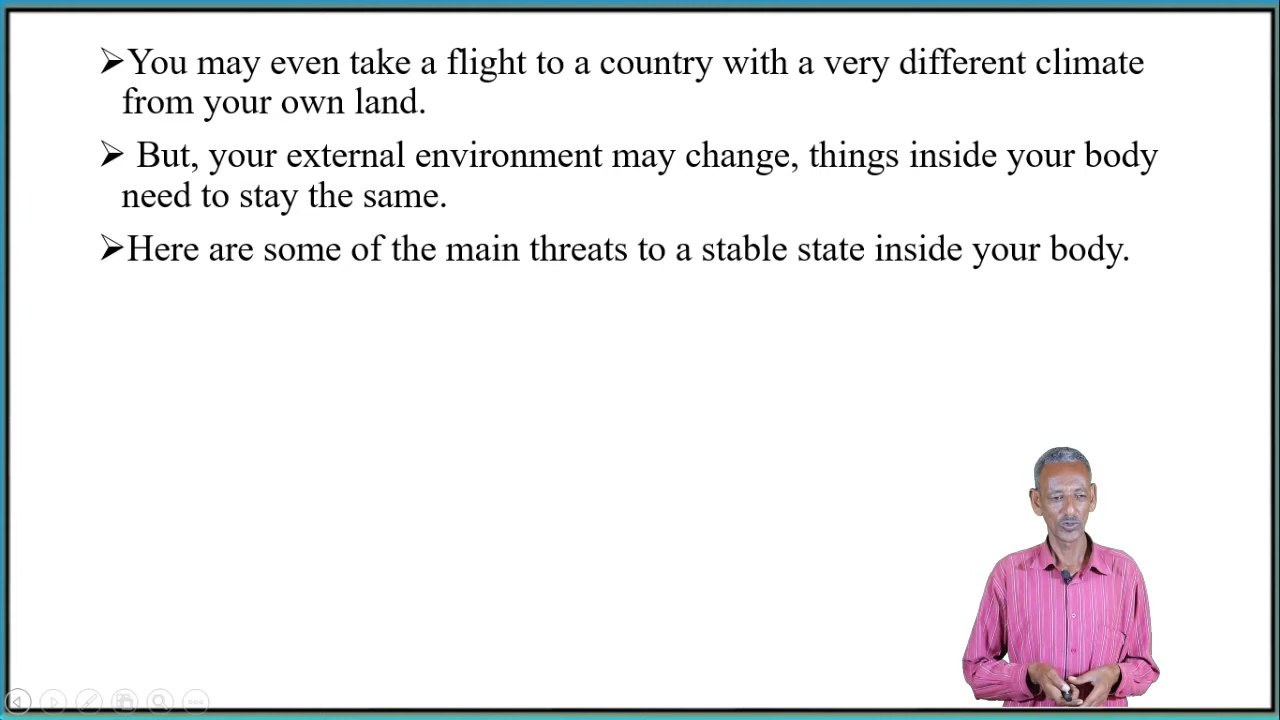 ➢You may even take a flight to a country with a very different climate
from your own land.
➢ But, your external environment may change, things inside your body
need to stay the same.
➢Here are some of the main threats to a stable state inside your body.